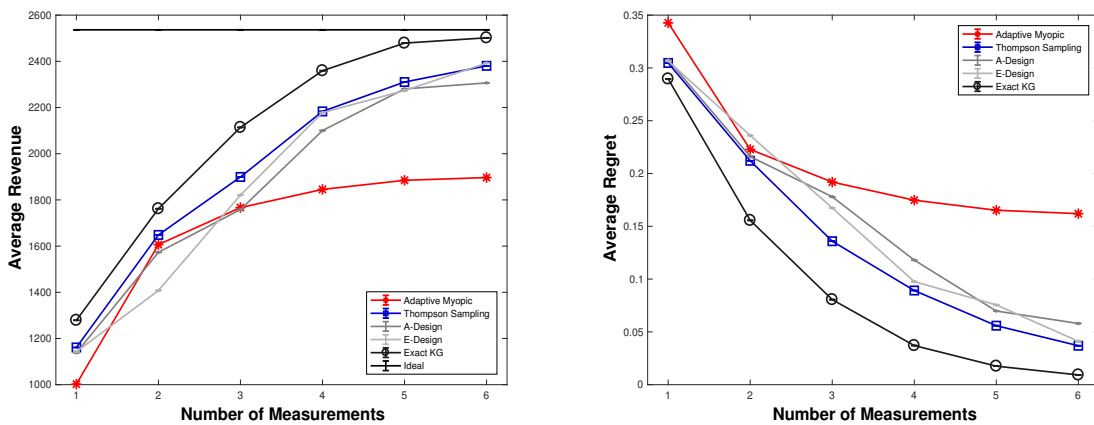 2600
2400
2200
2000
1800
1600
1400
1200
1000
Average Revenue
1 2 3 4 5 6
Number of Measurements
Adaptive Myopic
Thompson Sampling
A-Design
E-Design
Exact KG
Ideal
0.35
0.3
0.25
0.2
0.15
0.1
0.05
0
Average Regret
1 2 3 4 5 6
Number of Measurements
Adaptive Myopic
Thompson Sampling
A-Design
E-Design
Exact KG